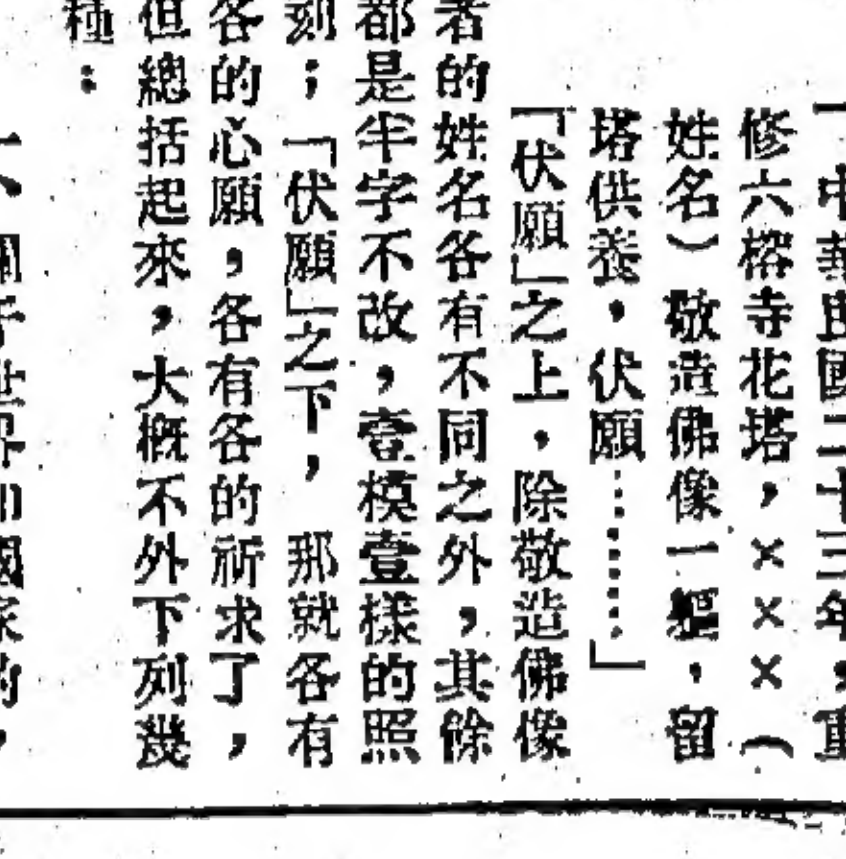 「中華民國二十三年，重
修六榕寺花塔，×××（
姓名）敬造佛像一軀，留
塔供養，伏願………」
「伏願」之上，除敬造佛像
者的姓名各有不同之外，其餘
都是半字不改，壹模壹樣的照
刻；「伏願」之下，那就各有
各的心願，各有各的祈求了，
但總括起來，大概不外下列幾
種：
一、關于世界和國家的，